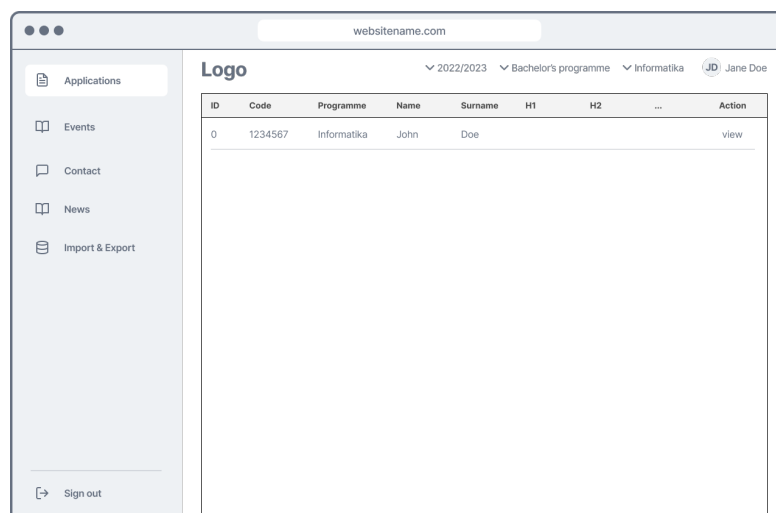 websitename.com
Logo
2022/2023 Bachelor's programme Informatika JD Jane Doe
Applications
Events
Contact
News
Import & Export
Sign out
ID Code Programme Name Surname H1 H2 ... Action
0 1234567 Informatika John Doe view